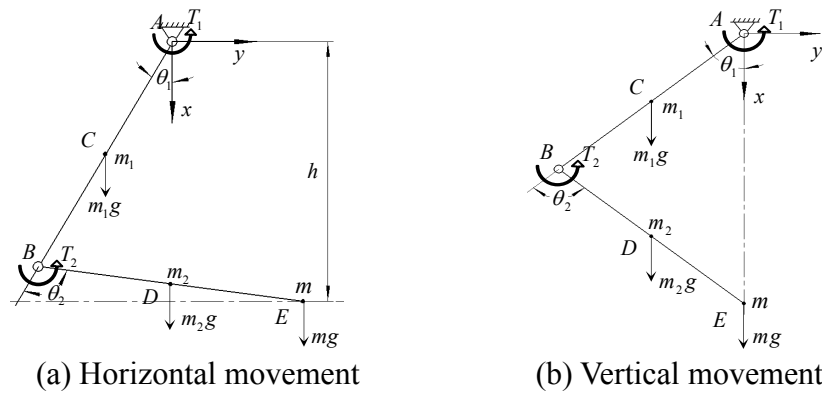 A T₁
y
θ₁
x
C
m₁
h
m₁g
B
T₂
m₂
m
θ₂
D
E
m₂g
mg
(a) Horizontal movement
A T₁
y
θ₁
x
C
m₁
B
T₂
m₁g
θ₂
m₂
D
m₂g
m
E
mg
(b) Vertical movement